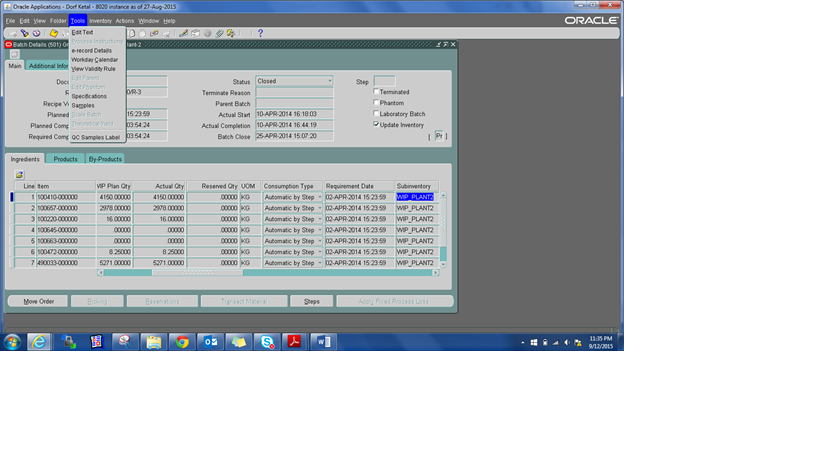 Oracle Applications - Dorf Ketal - 8020 instance as of 27-Aug-2015
File Edit View Folder Tools Inventory Actions Window Help
ORACLE
Batch Details (501)
lant-2
Edit Text
Process Instructions
e-record Details
Workday Calendar
View Validity Rule
Edit Parent
Edit Phantom
Specifications
Samples
Scale Batch
Theoretical Yield
QC Samples Label
Main Additional Infor
Status Closed Step
Terminate Reason Terminated
0/R-3
Recipe Parent Batch Phantom
Planned 15:23:59 Actual Start 10-APR-2014 16:18:03 Laboratory Batch
Planned Comp 03:54:24 Actual Completion 10-APR-2014 16:44:19 Update Inventory
Required Comp 03:54:24 Batch Close 25-APR-2014 15:07:20 [ Pr ]
Ingredients Products By-Products
Line Item WIP Plan Qty Actual Qty Reserved Qty UOM Consumption Type Requirement Date Subinventory
1 100410-000000 4150.00000 4150.00000 .00000 KG Automatic by Step 02-APR-2014 15:23:59 WIP_PLANT2
2 100657-000000 2978.00000 2978.00000 .00000 KG Automatic by Step 02-APR-2014 15:23:59 WIP_PLANT2
3 100220-000000 16.00000 16.00000 .00000 KG Automatic by Step 02-APR-2014 15:23:59 WIP_PLANT2
4 100645-000000 .00000 .00000 .00000 KG Automatic by Step 02-APR-2014 15:23:59 WIP_PLANT2
5 100663-000000 .00000 .00000 .00000 KG Automatic by Step 02-APR-2014 15:23:59 WIP_PLANT2
6 100472-000000 8.25000 8.25000 .00000 KG Automatic by Step 02-APR-2014 15:23:59 WIP_PLANT2
7 490033-000000 5271.00000 5271.00000 .00000 KG Automatic by Step 02-APR-2014 15:23:59 WIP_PLANT2
Move Order Picking Reservations Transact Material Steps Apply Fixed Process Loss
11:35 PM
9/12/2015